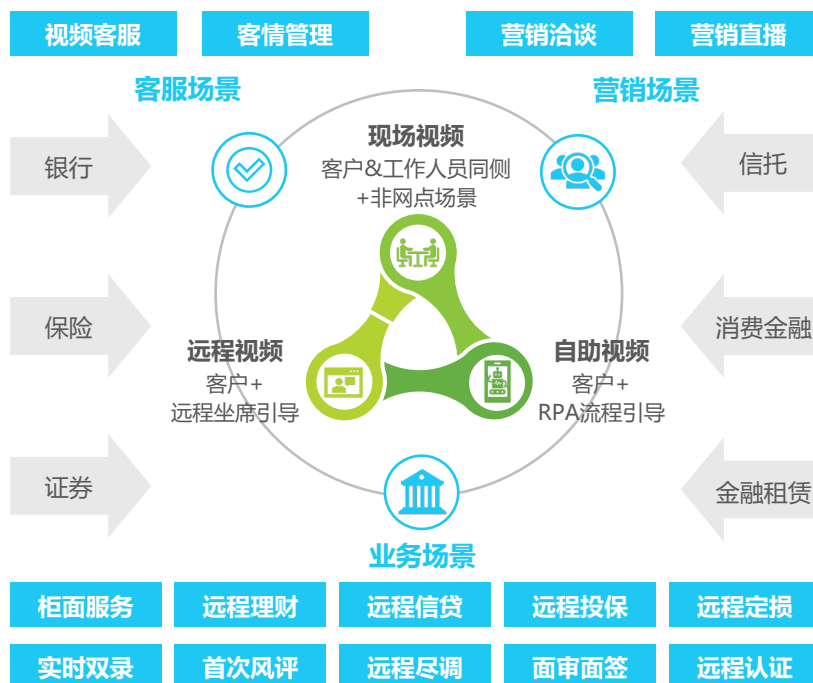 视频客服
客情管理
营销洽谈
营销直播
客服场景
营销场景
现场视频
客户&工作人员同侧
+非网点场景
银行
信托
保险
消费金融
远程视频
客户+
远程坐席引导
自助视频
客户+
RPA流程引导
证券
金融租赁
业务场景
柜面服务
远程理财
远程信贷
远程投保
远程定损
实时双录
首次风评
远程尽调
面审面签
远程认证